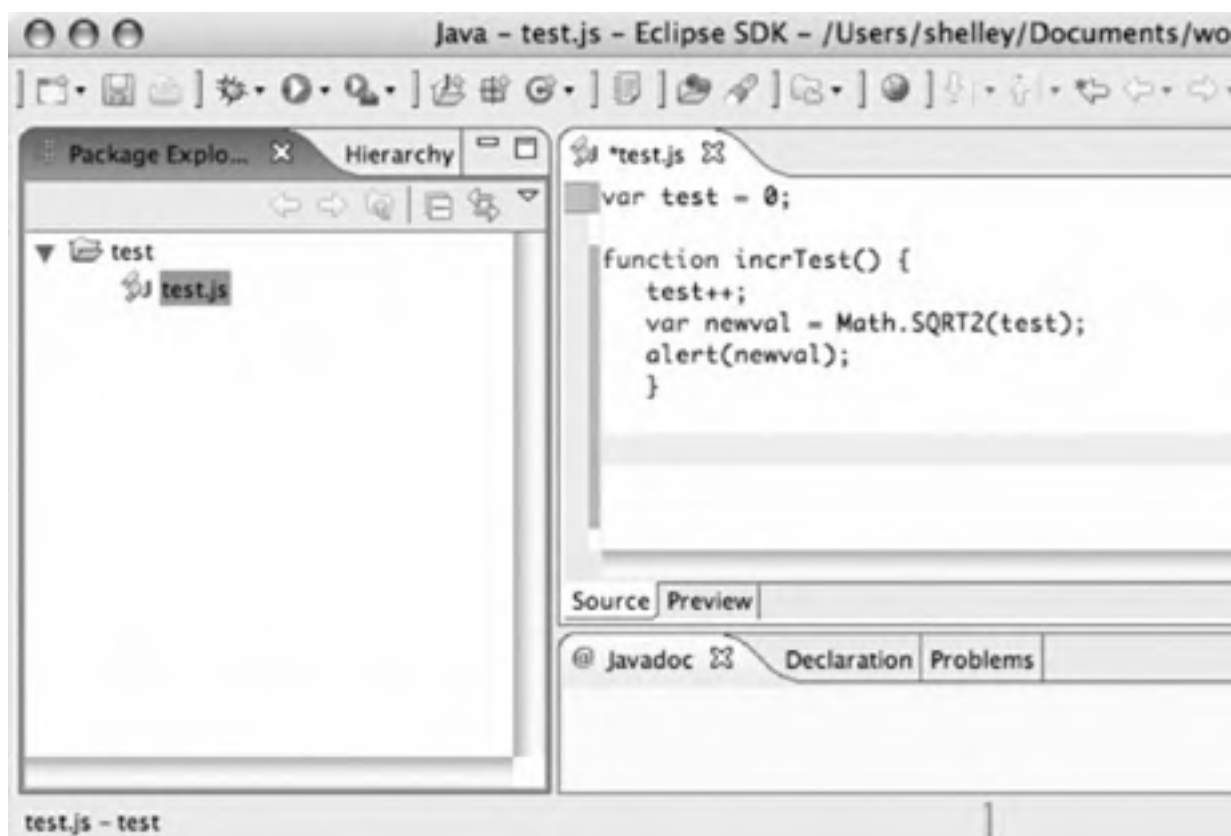 Java – test.js – Eclipse SDK – /Users/shelley/Documents/wo
Package Explo... Hierarchy
test
test.js
*test.js
var test = 0;
function incrTest() {
test++;
var newval = Math.SQRT2(test);
alert(newval);
}
Source Preview
@ Javadoc Declaration Problems
test.js – test